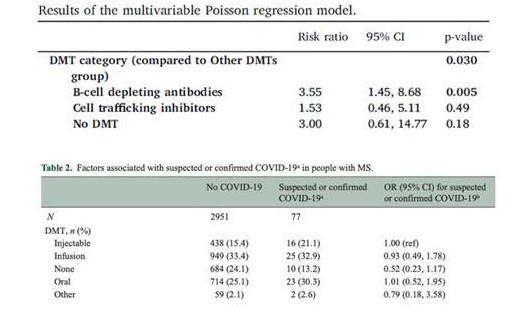 Results of the multivariable Poisson regression model.
Risk ratio 95% CI p-value
DMT category (compared to Other DMTs 0.030
group)
B-cell depleting antibodies 3.55 1.45, 8.68 0.005
Cell trafficking inhibitors 1.53 0.46, 5.11 0.49
No DMT 3.00 0.61, 14.77 0.18
Table 2. Factors associated with suspected or confirmed COVID-19ᵃ in people with MS.
No COVID-19 Suspected or confirmed OR (95% CI) for suspected
COVID-19ᵃ or confirmed COVID-19ᵇ
N 2951 77
DMT, n (%)
Injectable 438 (15.4) 16 (21.1) 1.00 (ref)
Infusion 949 (33.4) 25 (32.9) 0.93 (0.49, 1.78)
None 684 (24.1) 10 (13.2) 0.52 (0.23, 1.17)
Oral 714 (25.1) 23 (30.3) 1.01 (0.52, 1.95)
Other 59 (2.1) 2 (2.6) 0.79 (0.18, 3.58)